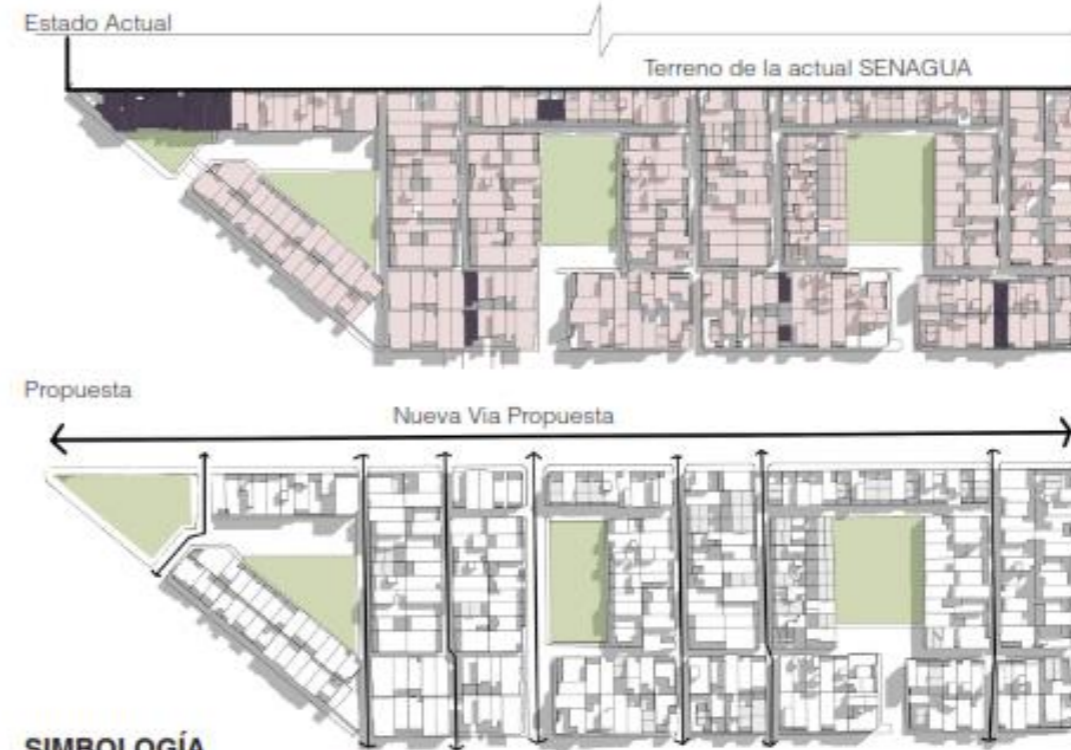 Estado Actual
Terreno de la actual SENAGUA
Propuesta
Nueva Via Propuesta
SIMBOLOGÍA